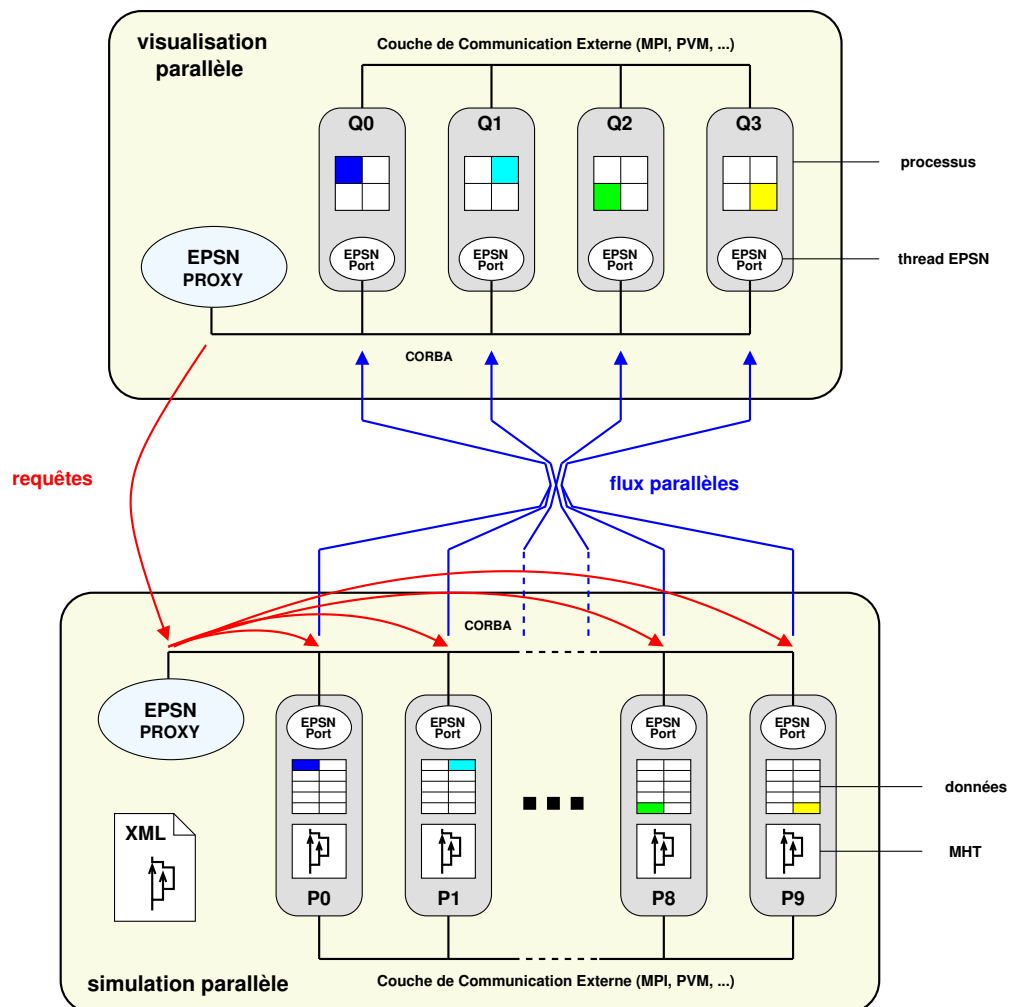 visualisation
parallèle
Couche de Communication Externe (MPI, PVM, ...)
Q0
Q1
Q2
Q3
processus
EPSN
PROXY
EPSN
Port
EPSN
Port
EPSN
Port
EPSN
Port
thread EPSN
CORBA
requêtes
flux parallèles
CORBA
EPSN
PROXY
EPSN
Port
EPSN
Port
EPSN
Port
EPSN
Port
données
XML
MHT
P0
P1
P8
P9
simulation parallèle
Couche de Communication Externe (MPI, PVM, ...)